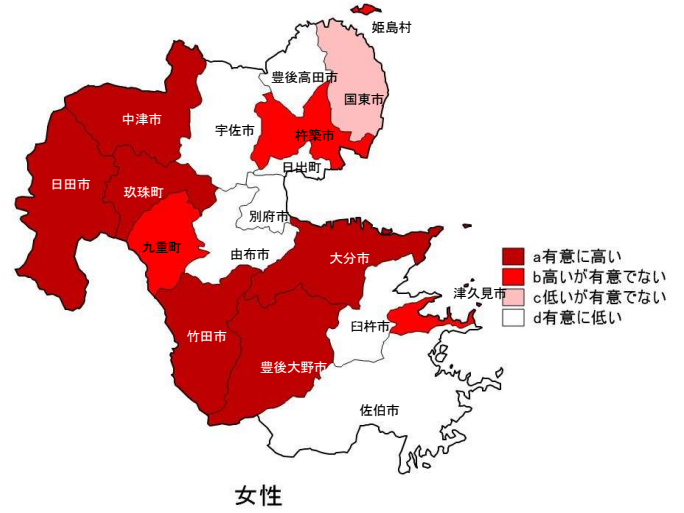 姫島村
豊後高田市
国東市
中津市
宇佐市
杵築市
日出町
日田市
玖珠町
別府市
九重町
由布市
大分市
a有意に高い
b高いが有意でない
c低いが有意でない
d有意に低い
津久見市
臼杵市
竹田市
豊後大野市
佐伯市
女性